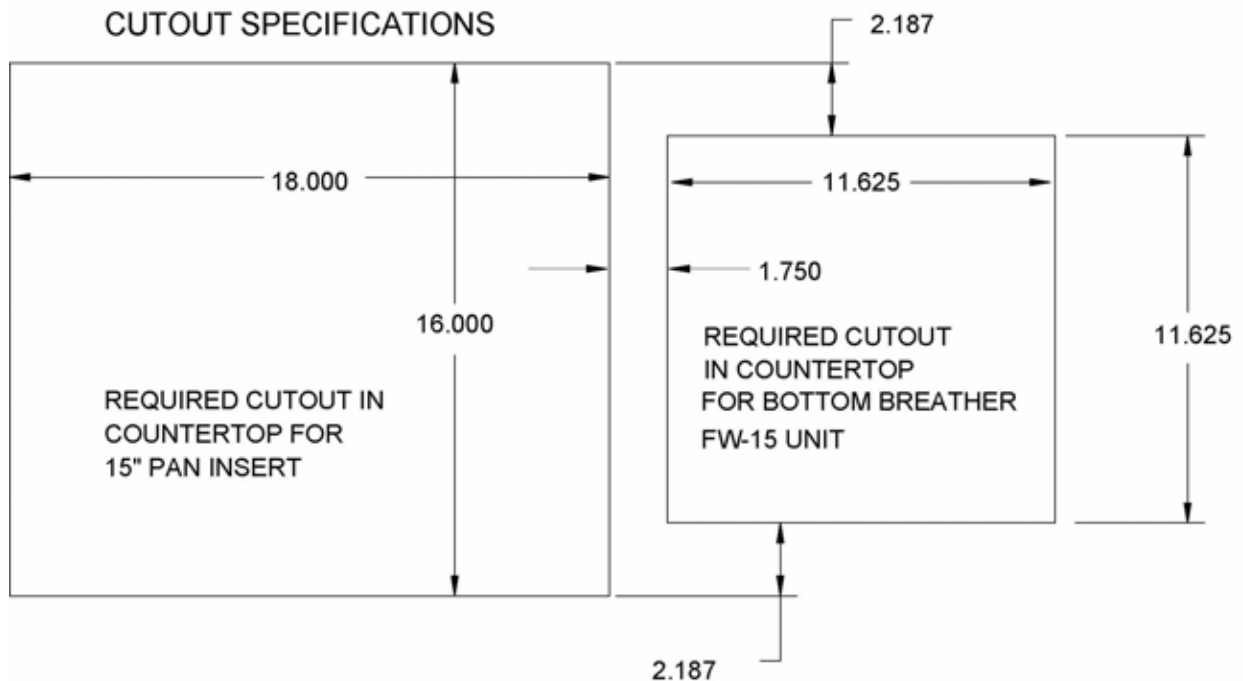 CUTOUT SPECIFICATIONS
2.187
18.000
11.625
1.750
16.000
11.625
REQUIRED CUTOUT
IN COUNTERTOP
FOR BOTTOM BREATHER
FW-15 UNIT
REQUIRED CUTOUT IN
COUNTERTOP FOR
15" PAN INSERT
2.187